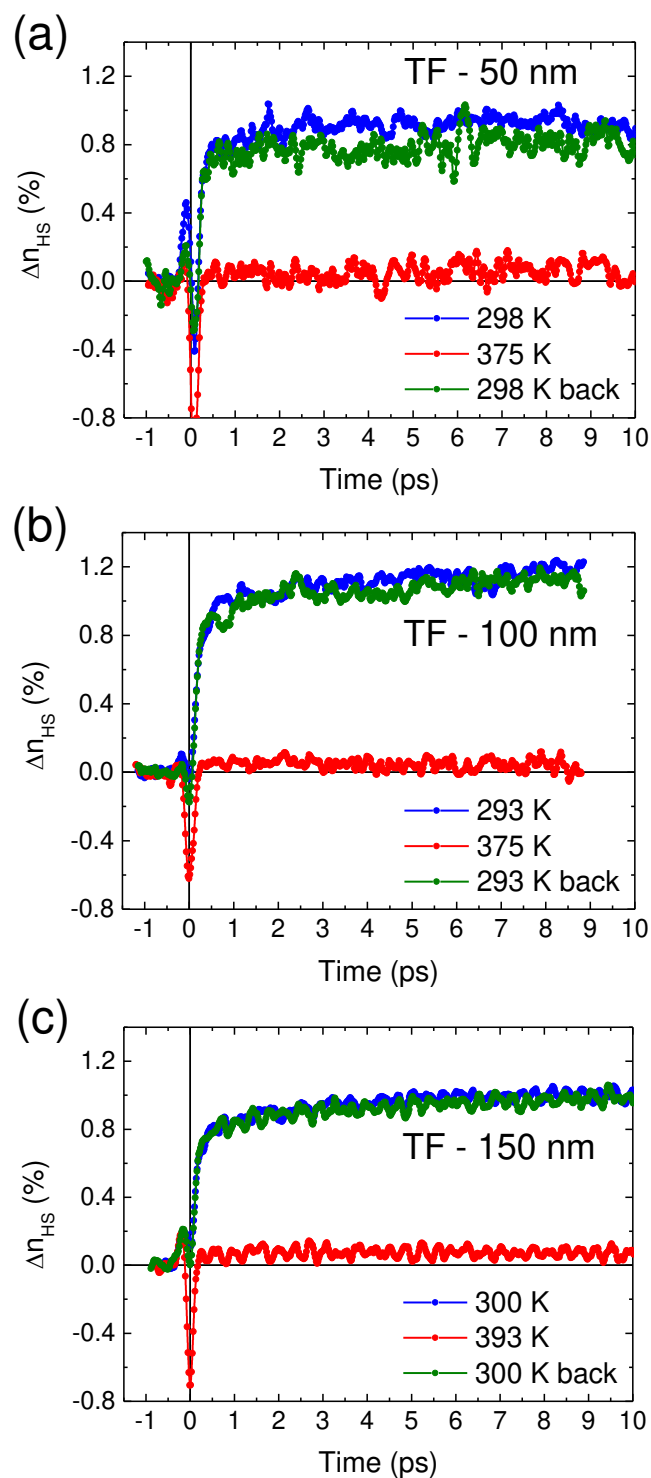 (a)
TF - 50 nm
1.2
0.8
0.4
0.0
-0.4
-0.8
Δn_HS (%)
298 K
375 K
298 K back
-1 0 1 2 3 4 5 6 7 8 9 10
Time (ps)
(b)
1.2
0.8
0.4
0.0
-0.4
-0.8
Δn_HS (%)
TF - 100 nm
293 K
375 K
293 K back
-1 0 1 2 3 4 5 6 7 8 9 10
Time (ps)
(c)
1.2
0.8
0.4
0.0
-0.4
-0.8
Δn_HS (%)
TF - 150 nm
300 K
393 K
300 K back
-1 0 1 2 3 4 5 6 7 8 9 10
Time (ps)